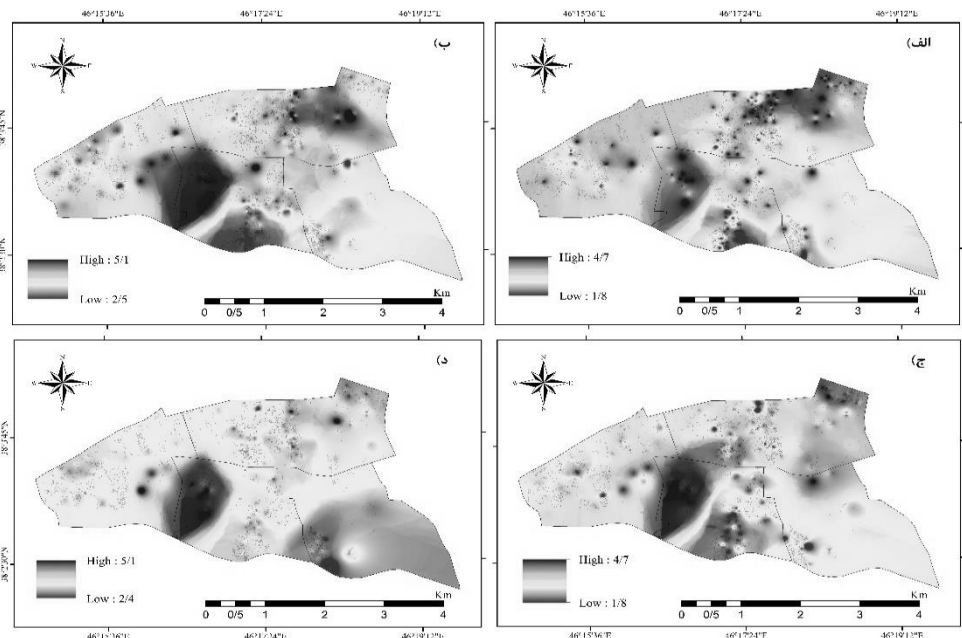 46°15'36"E 46°17'24"E 46°19'12"E 46°15'36"E 46°17'24"E 46°19'12"E
ب)
N
W
E
S
High : 5/1
Low : 2/5
Km
0 0/5 1 2 3 4
الف)
N
W
E
S
High : 4/7
Low : 1/8
Km
0 0/5 1 2 3 4
د)
N
W
E
S
High : 5/1
Low : 2/4
Km
0 0/5 1 2 3 4
ج)
N
W
E
S
High : 4/7
Low : 1/8
Km
0 0/5 1 2 3 4
46°15'36"E 46°17'24"E 46°19'12"E 46°15'36"E 46°17'24"E 46°19'12"E